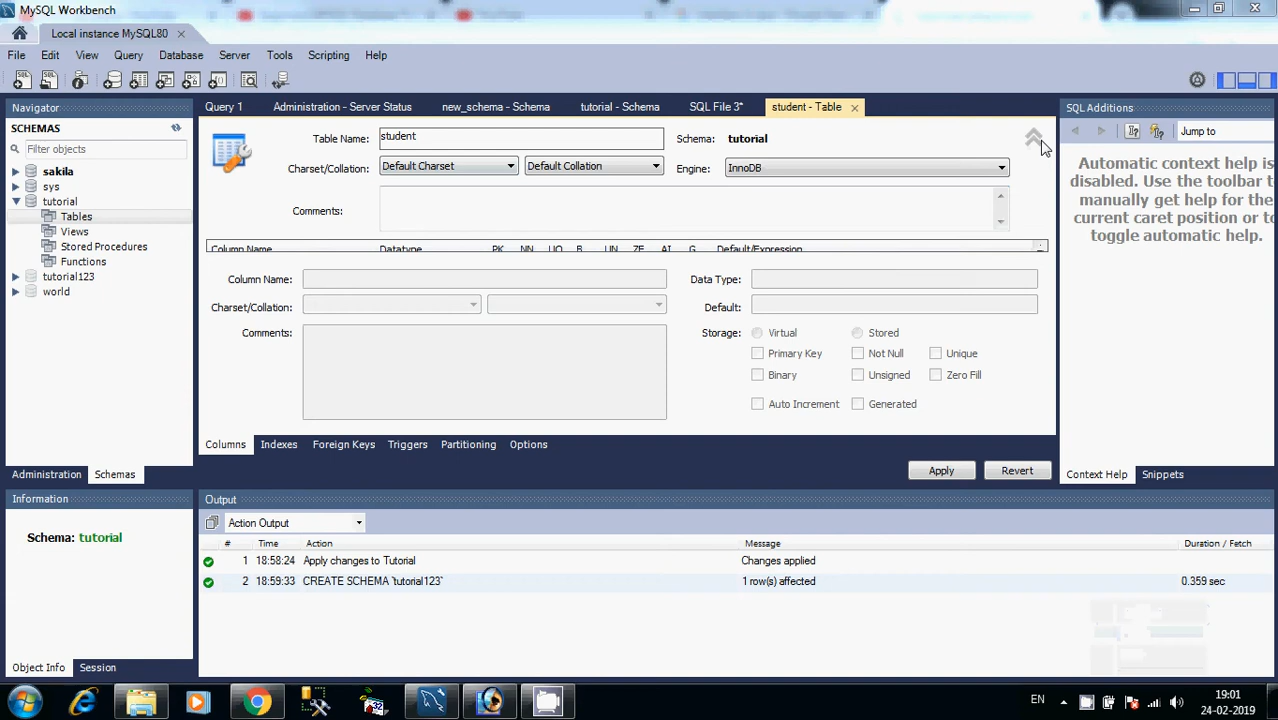 MySQL Workbench
Local instance MySQL80
File Edit View Query Database Server Tools Scripting Help
Navigator
Query 1 Administration - Server Status new_schema - Schema tutorial - Schema SQL File 3* student - Table
SQL Additions
SCHEMAS
Filter objects
sakila
sys
tutorial
Tables
Views
Stored Procedures
Functions
tutorial123
world
Administration Schemas
Table Name: student Schema: tutorial
Charset/Collation: Default Charset Default Collation Engine: InnoDB
Comments:
Column Name Datatype PK NN UQ B UN ZF AI G Default/Expression
Column Name: Data Type:
Charset/Collation: Default:
Comments: Storage: Virtual Stored
Primary Key Not Null Unique
Binary Unsigned Zero Fill
Auto Increment Generated
Columns Indexes Foreign Keys Triggers Partitioning Options
Apply Revert
Jump to
Automatic context help is
disabled. Use the toolbar to
manually get help for the
current caret position or to
toggle automatic help.
Context Help Snippets
Information
Schema: tutorial
Object Info Session
Output
Action Output
# Time Action Message Duration / Fetch
1 18:58:24 Apply changes to Tutorial Changes applied
2 18:59:33 CREATE SCHEMA `tutorial123` 1 row(s) affected 0.359 sec
EN
19:01
24-02-2019